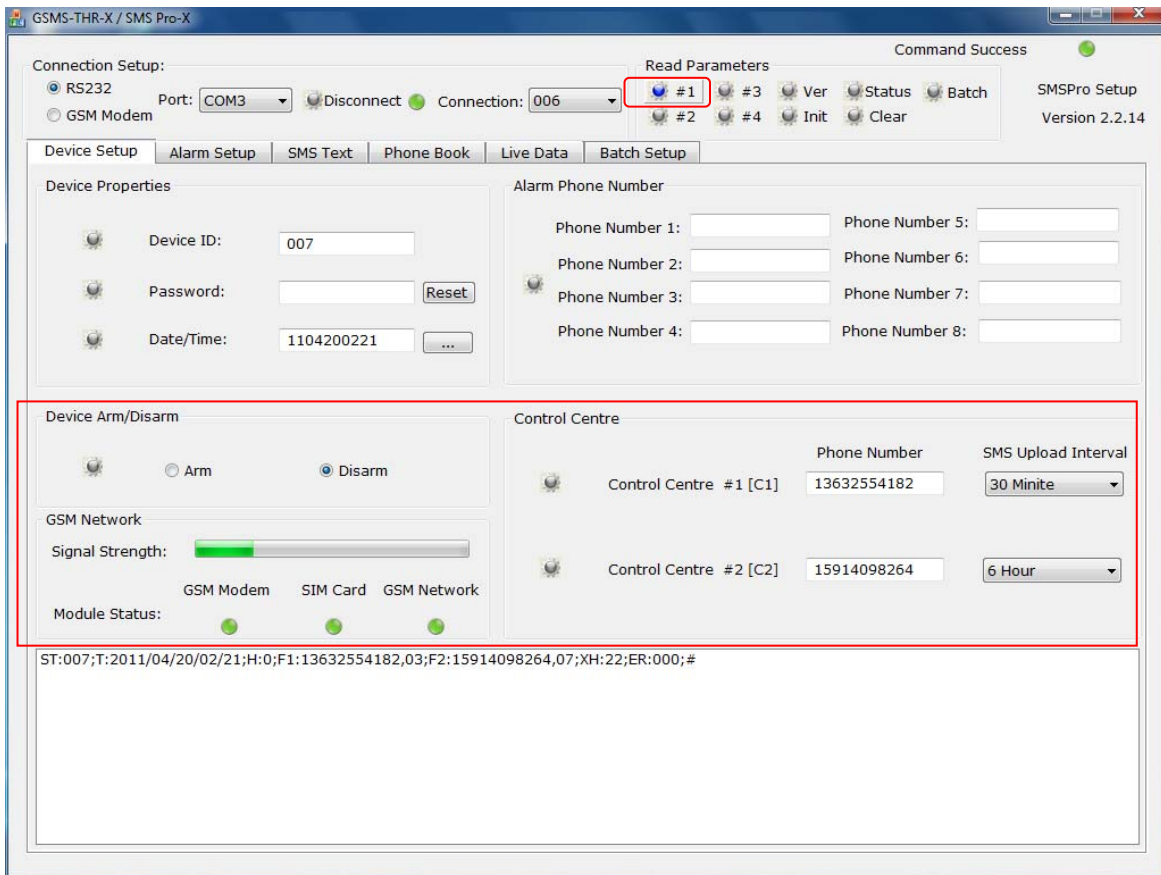 GSMS-THR-X / SMS Pro-X
Command Success
Connection Setup:
RS232
GSM Modem
Port: COM3
Disconnect
Connection: 006
Read Parameters
#1 #3 Ver Status Batch
#2 #4 Init Clear
SMSPro Setup
Version 2.2.14
Device Setup Alarm Setup SMS Text Phone Book Live Data Batch Setup
Device Properties
Device ID: 007
Password: Reset
Date/Time: 1104200221 ...
Alarm Phone Number
Phone Number 1: Phone Number 5:
Phone Number 2: Phone Number 6:
Phone Number 3: Phone Number 7:
Phone Number 4: Phone Number 8:
Device Arm/Disarm
Arm Disarm
GSM Network
Signal Strength:
GSM Modem SIM Card GSM Network
Module Status:
Control Centre
Phone Number SMS Upload Interval
Control Centre #1 [C1] 13632554182 30 Minite
Control Centre #2 [C2] 15914098264 6 Hour
ST:007;T:2011/04/20/02/21;H:0;F1:13632554182,03;F2:15914098264,07;XH:22;ER:000;#